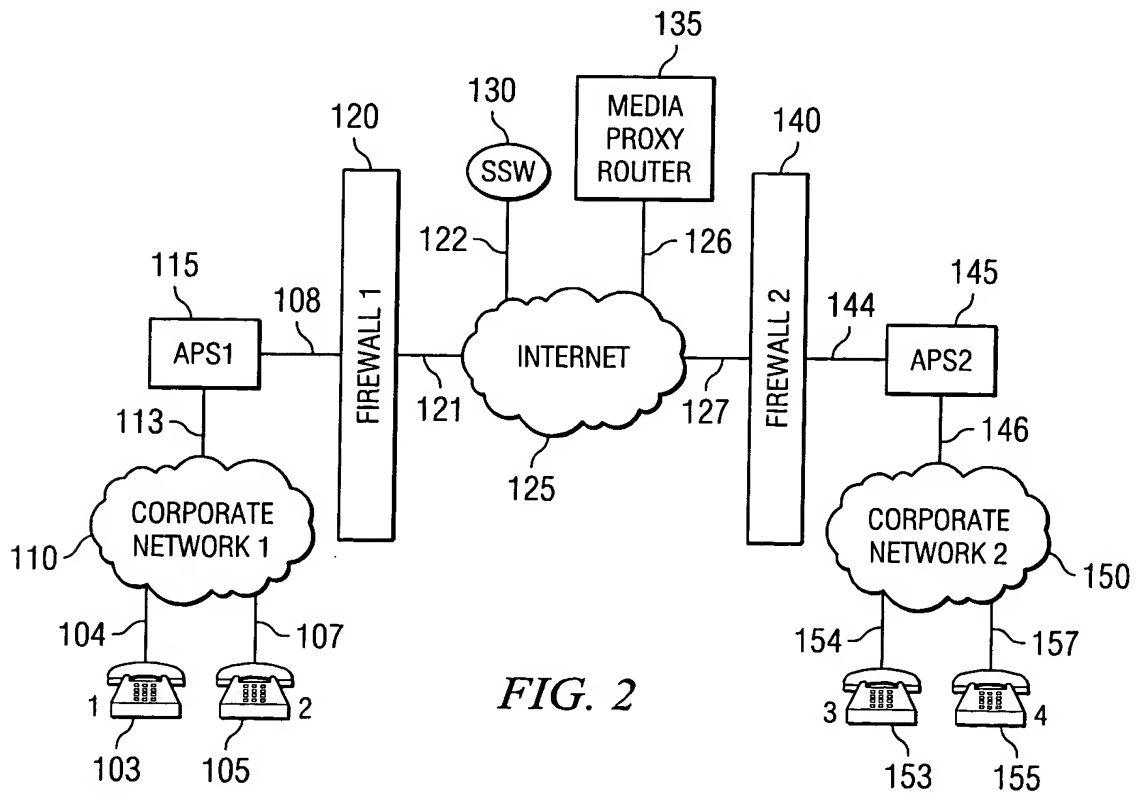 135
130
MEDIA
PROXY
ROUTER
120
140
SSW
122
126
115
145
108
FIREWALL 1
INTERNET
FIREWALL 2
144
APS1
APS2
121
127
113
146
125
CORPORATE
NETWORK 1
CORPORATE
NETWORK 2
110
150
104
107
154
157
1
2
FIG. 2
3
4
103
105
153
155